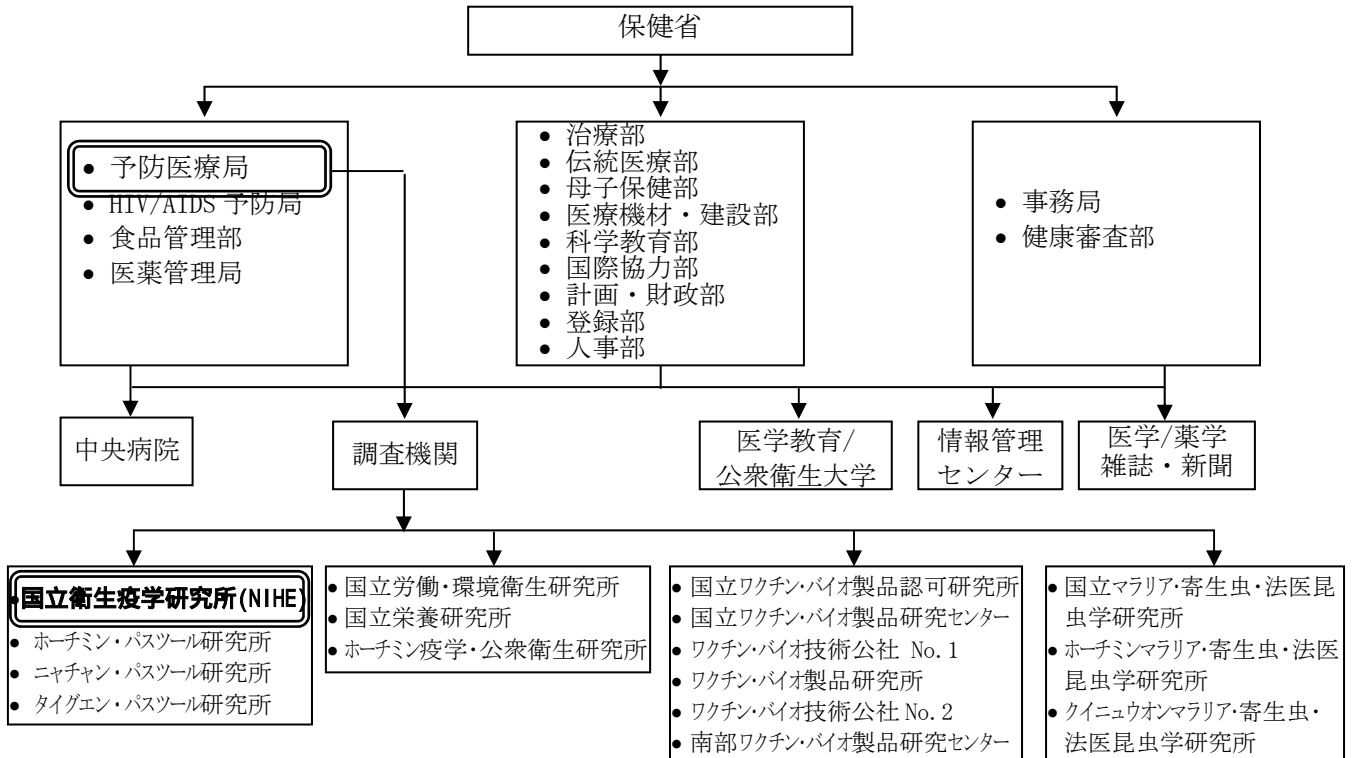 保健省
● 予防医療局
● HIV/AIDS 予防局
● 食品管理部
● 医薬管理局
● 治療部
● 伝統医療部
● 母子保健部
● 医療機材・建設部
● 科学教育部
● 国際協力部
● 計画・財政部
● 登録部
● 人事部
● 事務局
● 健康審査部
中央病院
調査機関
医学教育/
公衆衛生大学
情報管理
センター
医学/薬学
雑誌・新聞
● 国立衛生疫学研究所(NIHE)
● ホーチミン・パスツール研究所
● ニャチャン・パスツール研究所
● タイグエン・パスツール研究所
● 国立労働・環境衛生研究所
● 国立栄養研究所
● ホーチミン疫学・公衆衛生研究所
● 国立ワクチン・バイオ製品認可研究所
● 国立ワクチン・バイオ製品研究センター
● ワクチン・バイオ技術公社 No.1
● ワクチン・バイオ製品研究所
● ワクチン・バイオ技術公社 No.2
● 南部ワクチン・バイオ製品研究センター
● 国立マラリア・寄生虫・法医昆
虫学研究所
● ホーチミンマラリア・寄生虫・法医
昆虫学研究所
● クイニュウオンマラリア・寄生虫・
法医昆虫学研究所